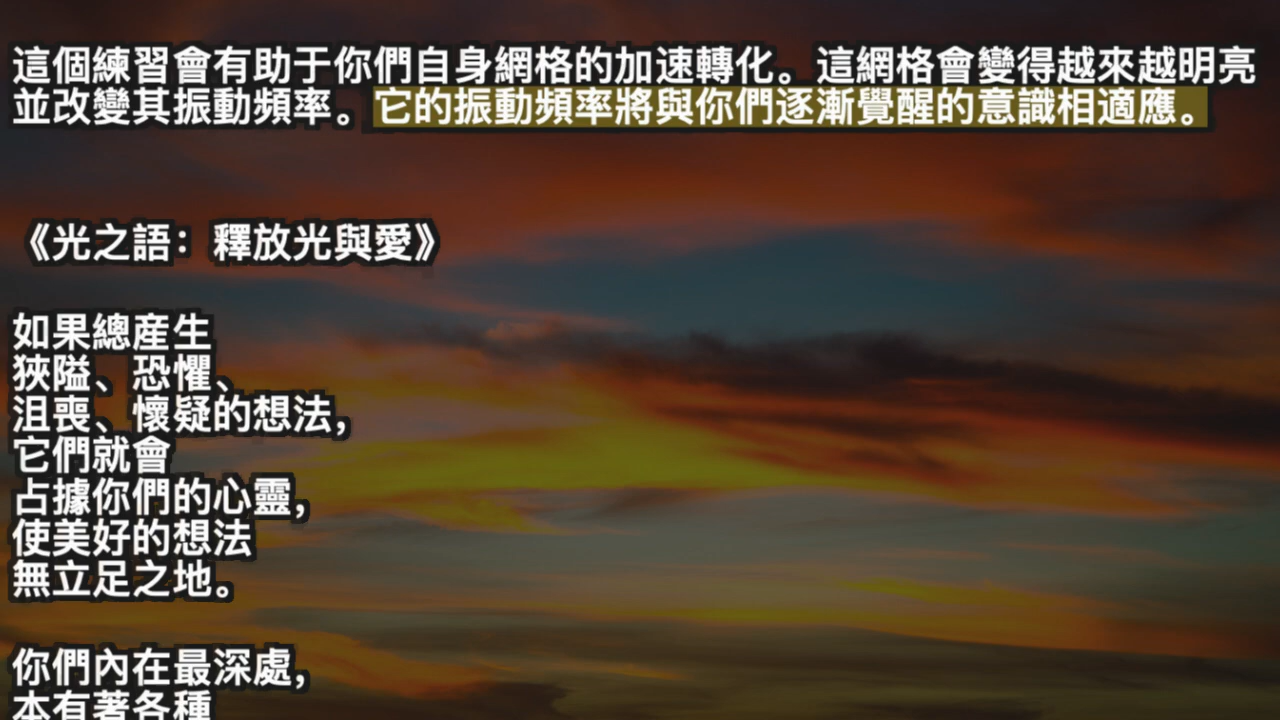 這個練習會有助于你們自身網格的加速轉化。這網格會變得越來越明亮
並改變其振動頻率。它的振動頻率將與你們逐漸覺醒的意識相適應。
《光之語：釋放光與愛》
如果總産生
狹隘、恐懼、
沮喪、懷疑的想法，
它們就會
占據你們的心靈，
使美好的想法
無立足之地。
你們內在最深處，
本有著各種